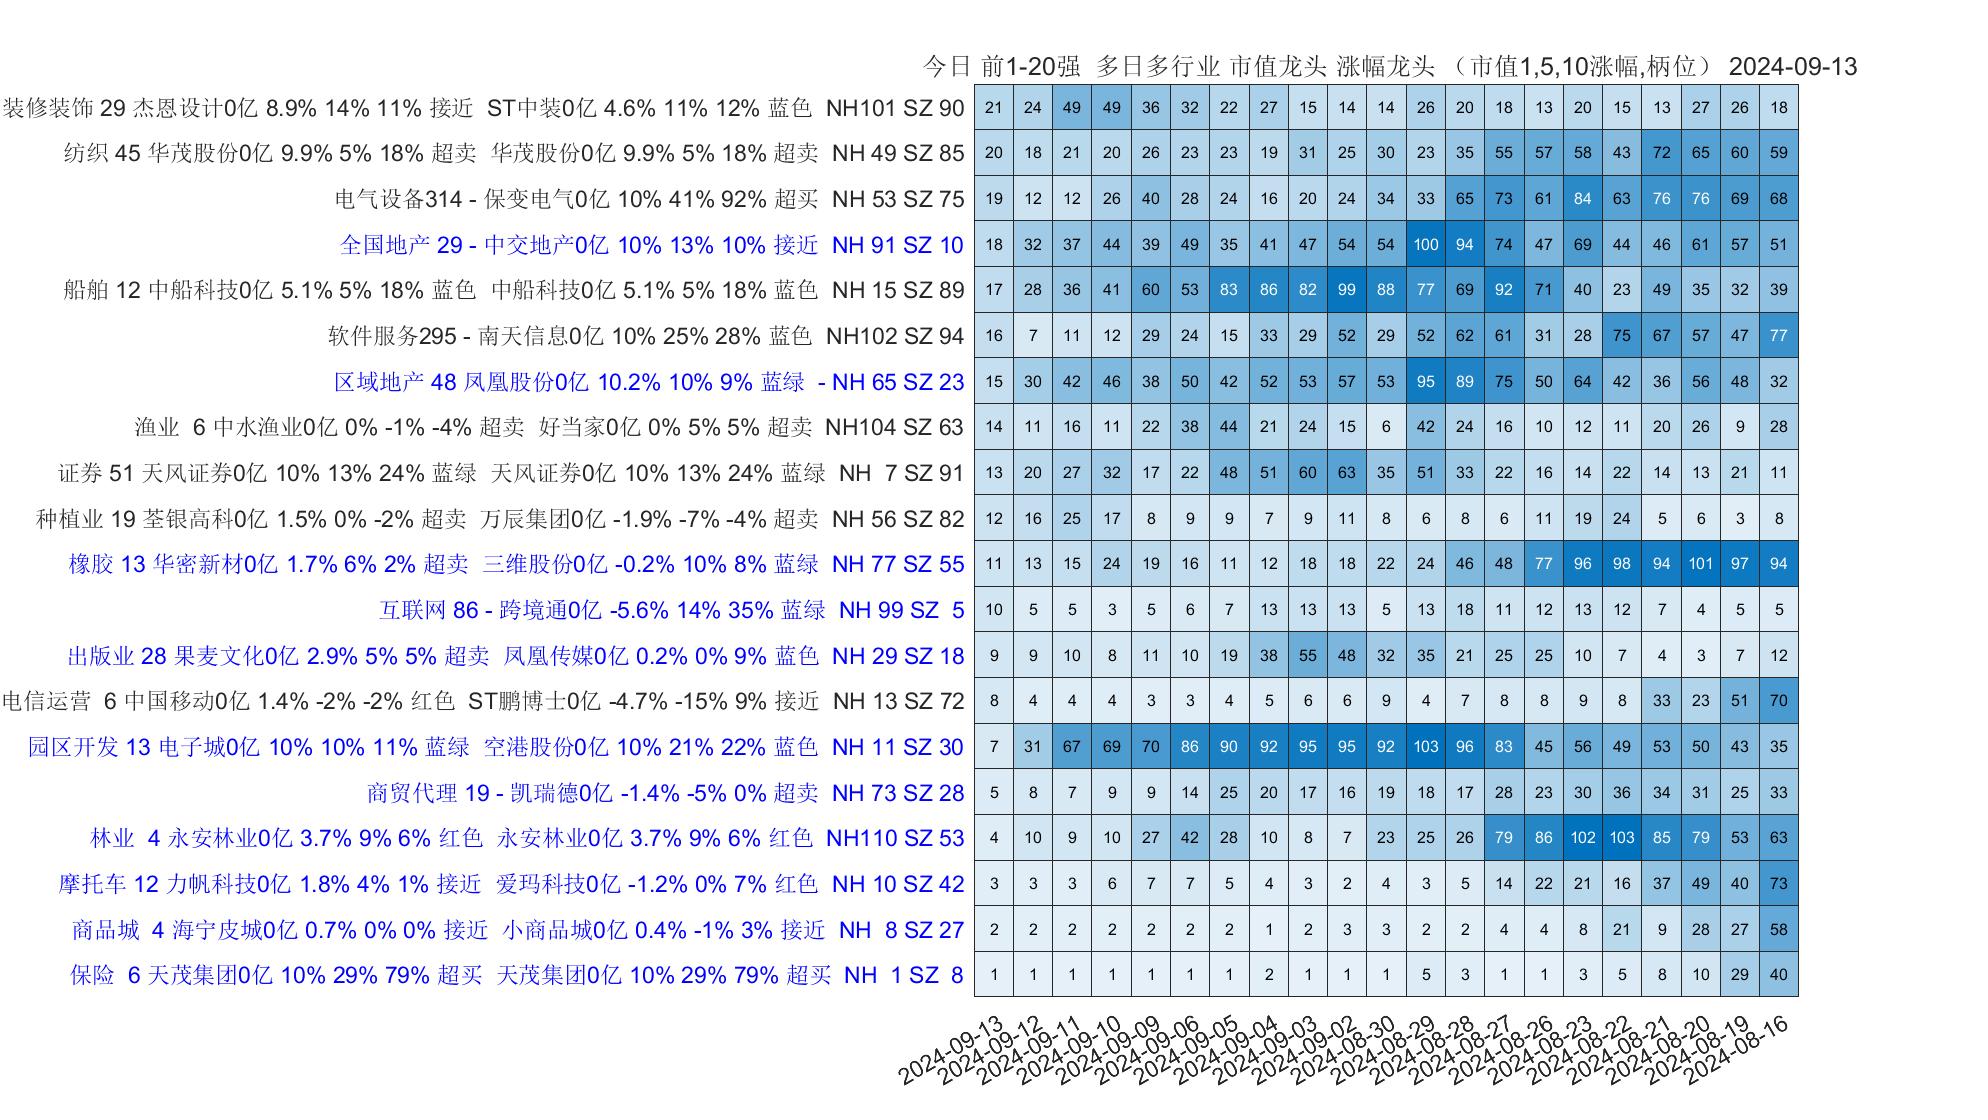 今日 前1-20强 多日多行业 市值龙头 涨幅龙头 （市值1,5,10涨幅,柄位） 2024-09-13
装修装饰 29 杰恩设计0亿 8.9% 14% 11% 接近 ST中装0亿 4.6% 11% 12% 蓝色 NH101 SZ 90 21 24 49 49 36 32 22 27 15 14 14 26 20 18 13 20 15 13 27 26 18
纺织 45 华茂股份0亿 9.9% 5% 18% 超卖 华茂股份0亿 9.9% 5% 18% 超卖 NH 49 SZ 85 20 18 21 20 26 23 23 19 31 25 30 23 35 55 57 58 43 72 65 60 59
电气设备314 - 保变电气0亿 10% 41% 92% 超买 NH 53 SZ 75 19 12 12 26 40 28 24 16 20 24 34 33 65 73 61 84 63 76 76 69 68
全国地产 29 - 中交地产0亿 10% 13% 10% 接近 NH 91 SZ 10 18 32 37 44 39 49 35 41 47 54 54 100 94 74 47 69 44 46 61 57 51
船舶 12 中船科技0亿 5.1% 5% 18% 蓝色 中船科技0亿 5.1% 5% 18% 蓝色 NH 15 SZ 89 17 28 36 41 60 53 83 86 82 99 88 77 69 92 71 40 23 49 35 32 39
软件服务295 - 南天信息0亿 10% 25% 28% 蓝色 NH102 SZ 94 16 7 11 12 29 24 15 33 29 52 29 52 62 61 31 28 75 67 57 47 77
区域地产 48 凤凰股份0亿 10.2% 10% 9% 蓝绿 - NH 65 SZ 23 15 30 42 46 38 50 42 52 53 57 53 95 89 75 50 64 42 36 56 48 32
渔业 6 中水渔业0亿 0% -1% -4% 超卖 好当家0亿 0% 5% 5% 超卖 NH104 SZ 63 14 11 16 11 22 38 44 21 24 15 6 42 24 16 10 12 11 20 26 9 28
证券 51 天风证券0亿 10% 13% 24% 蓝绿 天风证券0亿 10% 13% 24% 蓝绿 NH 7 SZ 91 13 20 27 32 17 22 48 51 60 63 35 51 33 22 16 14 22 14 13 21 11
种植业 19 荃银高科0亿 1.5% 0% -2% 超卖 万辰集团0亿 -1.9% -7% -4% 超卖 NH 56 SZ 82 12 16 25 17 8 9 9 7 9 11 8 6 8 6 11 19 24 5 6 3 8
橡胶 13 华密新材0亿 1.7% 6% 2% 超卖 三维股份0亿 -0.2% 10% 8% 蓝绿 NH 77 SZ 55 11 13 15 24 19 16 11 12 18 18 22 24 46 48 77 96 98 94 101 97 94
互联网 86 - 跨境通0亿 -5.6% 14% 35% 蓝绿 NH 99 SZ 5 10 5 5 3 5 6 7 13 13 13 5 13 18 11 12 13 12 7 4 5 5
出版业 28 果麦文化0亿 2.9% 5% 5% 超卖 凤凰传媒0亿 0.2% 0% 9% 蓝色 NH 29 SZ 18 9 9 10 8 11 10 19 38 55 48 32 35 21 25 25 10 7 4 3 7 12
电信运营 6 中国移动0亿 1.4% -2% -2% 红色 ST鹏博士0亿 -4.7% -15% 9% 接近 NH 13 SZ 72 8 4 4 4 3 3 4 5 6 6 9 4 7 8 8 9 8 33 23 51 70
园区开发 13 电子城0亿 10% 10% 11% 蓝绿 空港股份0亿 10% 21% 22% 蓝色 NH 11 SZ 30 7 31 67 69 70 86 90 92 95 95 92 103 96 83 45 56 49 53 50 43 35
商贸代理 19 - 凯瑞德0亿 -1.4% -5% 0% 超卖 NH 73 SZ 28 5 8 7 9 9 14 25 20 17 16 19 18 17 28 23 30 36 34 31 25 33
林业 4 永安林业0亿 3.7% 9% 6% 红色 永安林业0亿 3.7% 9% 6% 红色 NH110 SZ 53 4 10 9 10 27 42 28 10 8 7 23 25 26 79 86 102 103 85 79 53 63
摩托车 12 力帆科技0亿 1.8% 4% 1% 接近 爱玛科技0亿 -1.2% 0% 7% 红色 NH 10 SZ 42 3 3 3 6 7 7 5 4 3 2 4 3 5 14 22 21 16 37 49 40 73
商品城 4 海宁皮城0亿 0.7% 0% 0% 接近 小商品城0亿 0.4% -1% 3% 接近 NH 8 SZ 27 2 2 2 2 2 2 2 1 2 3 3 2 2 4 4 8 21 9 28 27 58
保险 6 天茂集团0亿 10% 29% 79% 超买 天茂集团0亿 10% 29% 79% 超买 NH 1 SZ 8 1 1 1 1 1 1 1 2 1 1 1 5 3 1 1 3 5 8 10 29 40
2024-09-13 2024-09-12 2024-09-11 2024-09-10 2024-09-09 2024-09-06 2024-09-05 2024-09-04 2024-09-03 2024-09-02 2024-08-30 2024-08-29 2024-08-28 2024-08-27 2024-08-26 2024-08-23 2024-08-22 2024-08-21 2024-08-20 2024-08-19 2024-08-16